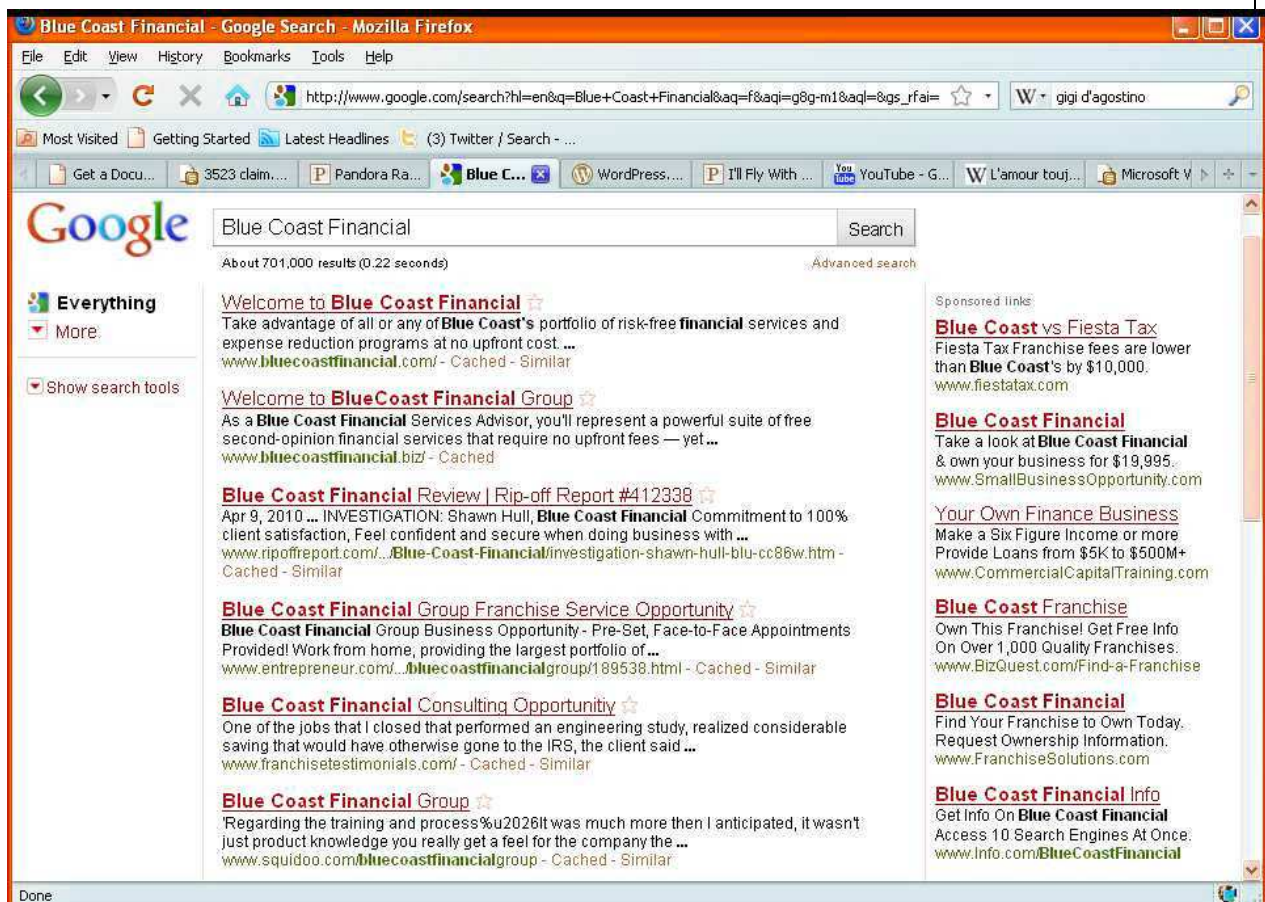 Blue Coast Financial - Google Search - Mozilla Firefox
File Edit View History Bookmarks Tools Help
http://www.google.com/search?hl=en&q=Blue+Coast+Financial&aq=f&aqi=g8g-m1&aql=&gs_rfai= W gigi d'agostino
Most Visited Getting Started Latest Headlines (3) Twitter / Search - ...
Get a Docu... 3523 claim.... P Pandora Ra... Blue C... WordPress.... P I'll Fly With ... You Tube YouTube - G... W L'amour touj... Microsoft V
Google
Blue Coast Financial Search
About 701,000 results (0.22 seconds) Advanced search
Everything
More
Show search tools
Welcome to Blue Coast Financial
Take advantage of all or any of Blue Coast's portfolio of risk-free financial services and
expense reduction programs at no upfront cost. ...
www.bluecoastfinancial.com/ - Cached - Similar
Welcome to BlueCoast Financial Group
As a Blue Coast Financial Services Advisor, you'll represent a powerful suite of free
second-opinion financial services that require no upfront fees — yet ...
www.bluecoastfinancial.biz/ - Cached
Blue Coast Financial Review | Rip-off Report #412338
Apr 9, 2010 ... INVESTIGATION: Shawn Hull, Blue Coast Financial Commitment to 100%
client satisfaction, Feel confident and secure when doing business with ...
www.ripoffreport.com/.../Blue-Coast-Financial/investigation-shawn-hull-blu-cc86w.htm -
Cached - Similar
Blue Coast Financial Group Franchise Service Opportunity
Blue Coast Financial Group Business Opportunity - Pre-Set, Face-to-Face Appointments
Provided! Work from home, providing the largest portfolio of ...
www.entrepreneur.com/.../bluecoastfinancialgroup/189538.html - Cached - Similar
Blue Coast Financial Consulting Opportunitiy
One of the jobs that I closed that performed an engineering study, realized considerable
saving that would have otherwise gone to the IRS, the client said ...
www.franchisetestimonials.com/ - Cached - Similar
Blue Coast Financial Group
'Regarding the training and process%u2026It was much more then I anticipated, it wasn't
just product knowledge you really get a feel for the company the ...
www.squidoo.com/bluecoastfinancialgroup - Cached - Similar
Sponsored links
Blue Coast vs Fiesta Tax
Fiesta Tax Franchise fees are lower
than Blue Coast's by $10,000.
www.fiestatax.com
Blue Coast Financial
Take a look at Blue Coast Financial
& own your business for $19,995.
www.SmallBusinessOpportunity.com
Your Own Finance Business
Make a Six Figure Income or more
Provide Loans from $5K to $500M+
www.CommercialCapitalTraining.com
Blue Coast Franchise
Own This Franchise! Get Free Info
On Over 1,000 Quality Franchises.
www.BizQuest.com/Find-a-Franchise
Blue Coast Financial
Find Your Franchise to Own Today.
Request Ownership Information.
www.FranchiseSolutions.com
Blue Coast Financial Info
Get Info On Blue Coast Financial
Access 10 Search Engines At Once.
www.Info.com/BlueCoastFinancial
Done